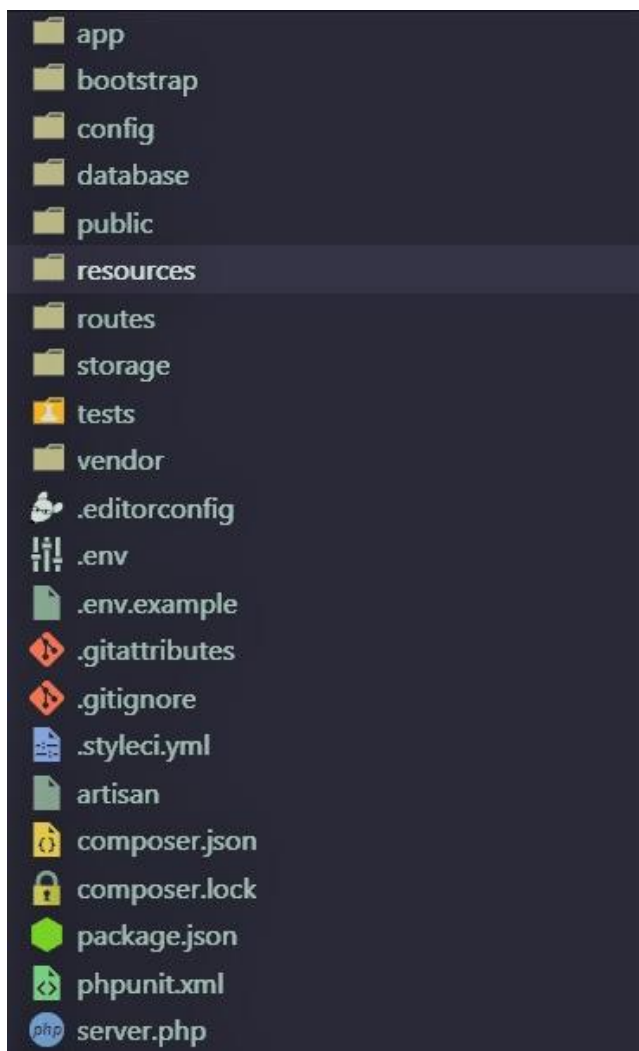 app
bootstrap
config
database
public
resources
routes
storage
tests
vendor
.editorconfig
.env
.env.example
.gitattributes
.gitignore
.styleci.yml
artisan
composer.json
composer.lock
package.json
phpunit.xml
php server.php